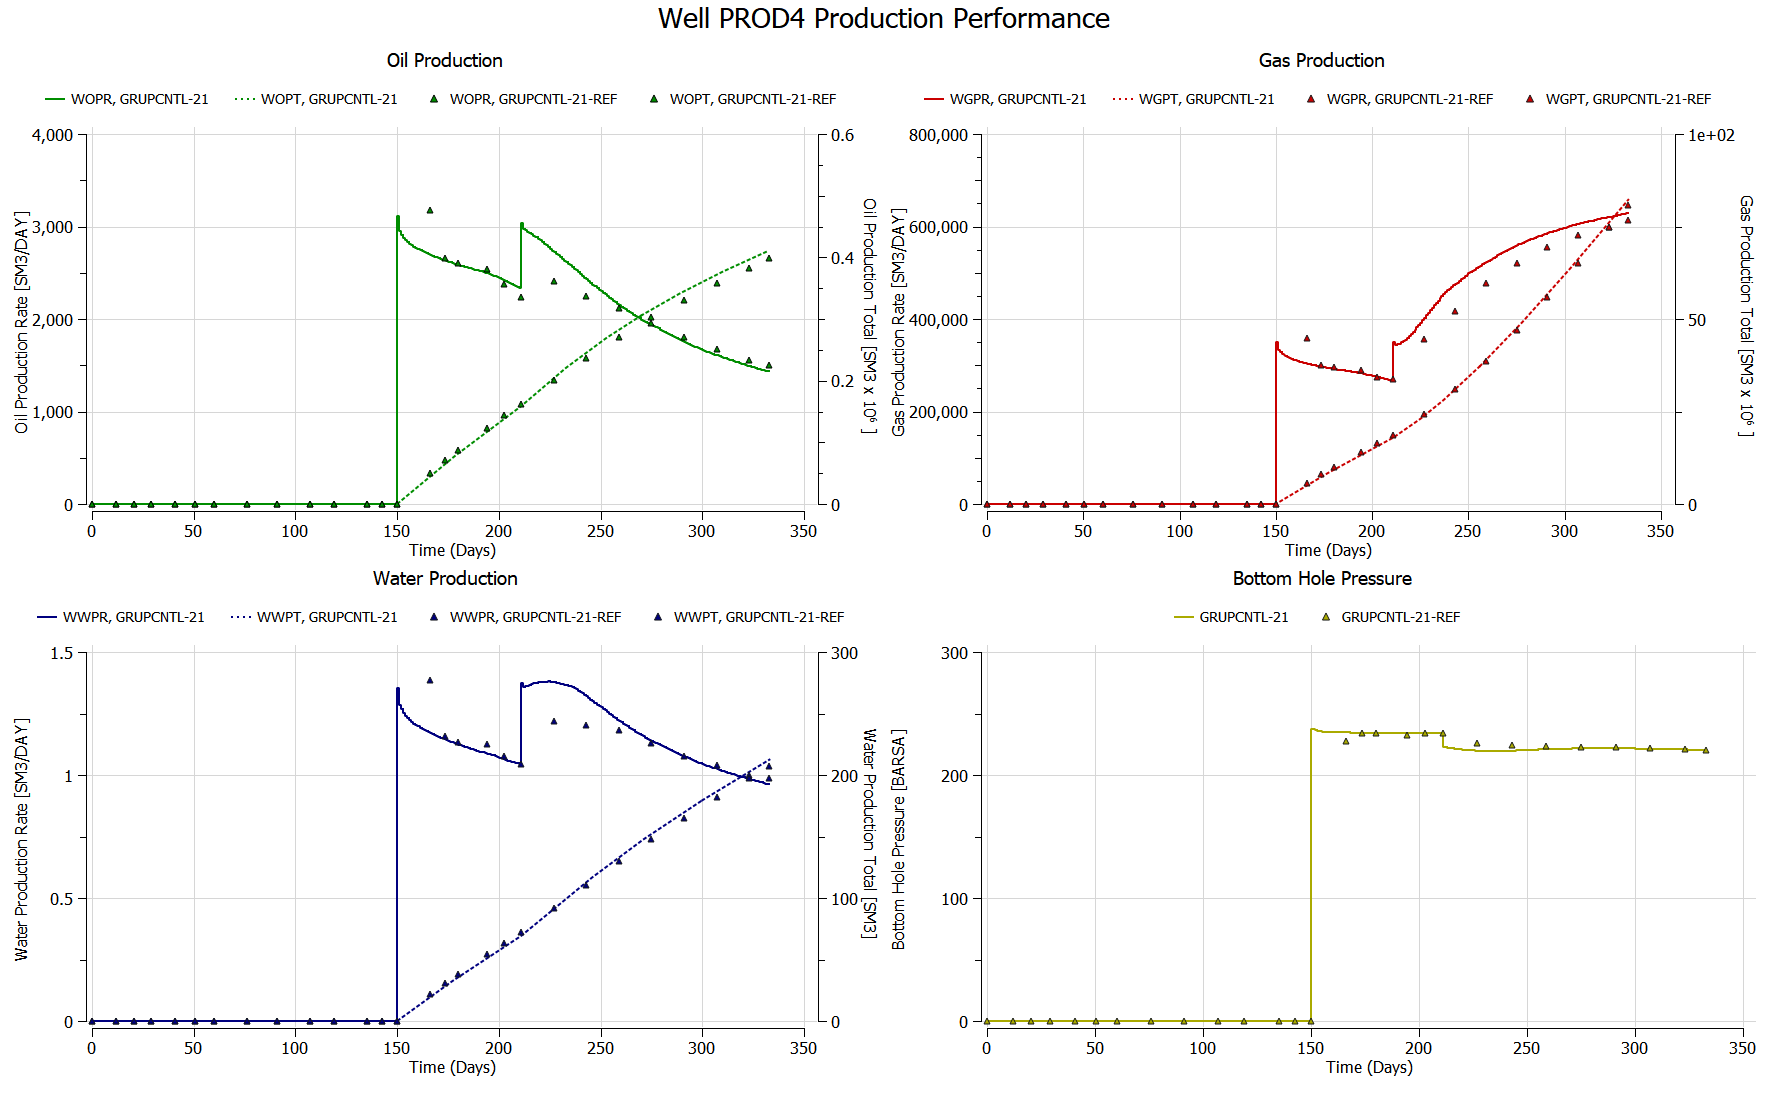 Well PROD4 Production Performance
Oil Production
WOPR, GRUPCNTL-21 WOPT, GRUPCNTL-21 WOPR, GRUPCNTL-21-REF WOPT, GRUPCNTL-21-REF
4,000
3,000
2,000
1,000
0
Oil Production Rate [SM3/DAY]
0.6
0.4
0.2
0
Oil Production Total [SM3 x 10⁶ ]
0 50 100 150 200 250 300 350
Time (Days)
Gas Production
WGPR, GRUPCNTL-21 WGPT, GRUPCNTL-21 WGPR, GRUPCNTL-21-REF WGPT, GRUPCNTL-21-REF
800,000
600,000
400,000
200,000
0
Gas Production Rate [SM3/DAY]
1e+02
50
0
Gas Production Total [SM3 x 10⁶ ]
0 50 100 150 200 250 300 350
Time (Days)
Water Production
WWPR, GRUPCNTL-21 WWPT, GRUPCNTL-21 WWPR, GRUPCNTL-21-REF WWPT, GRUPCNTL-21-REF
1.5
1
0.5
0
Water Production Rate [SM3/DAY]
300
200
100
0
Water Production Total [SM3]
0 50 100 150 200 250 300 350
Time (Days)
Bottom Hole Pressure
GRUPCNTL-21 GRUPCNTL-21-REF
300
200
100
0
Bottom Hole Pressure [BARSA]
0 50 100 150 200 250 300 350
Time (Days)